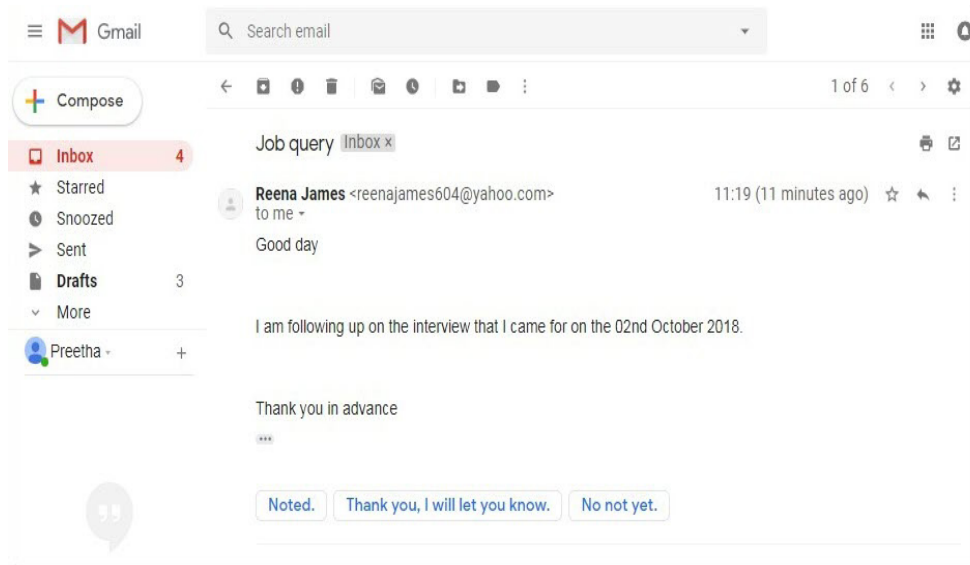 Gmail
Search email
Compose
1 of 6
Job query Inbox ×
Inbox 4
Reena James <reenajames604@yahoo.com> 11:19 (11 minutes ago)
to me
Starred
Snoozed
Sent
Drafts 3
More
Preetha
Good day
I am following up on the interview that I came for on the 02nd October 2018.
Thank you in advance
Noted. Thank you, I will let you know. No not yet.